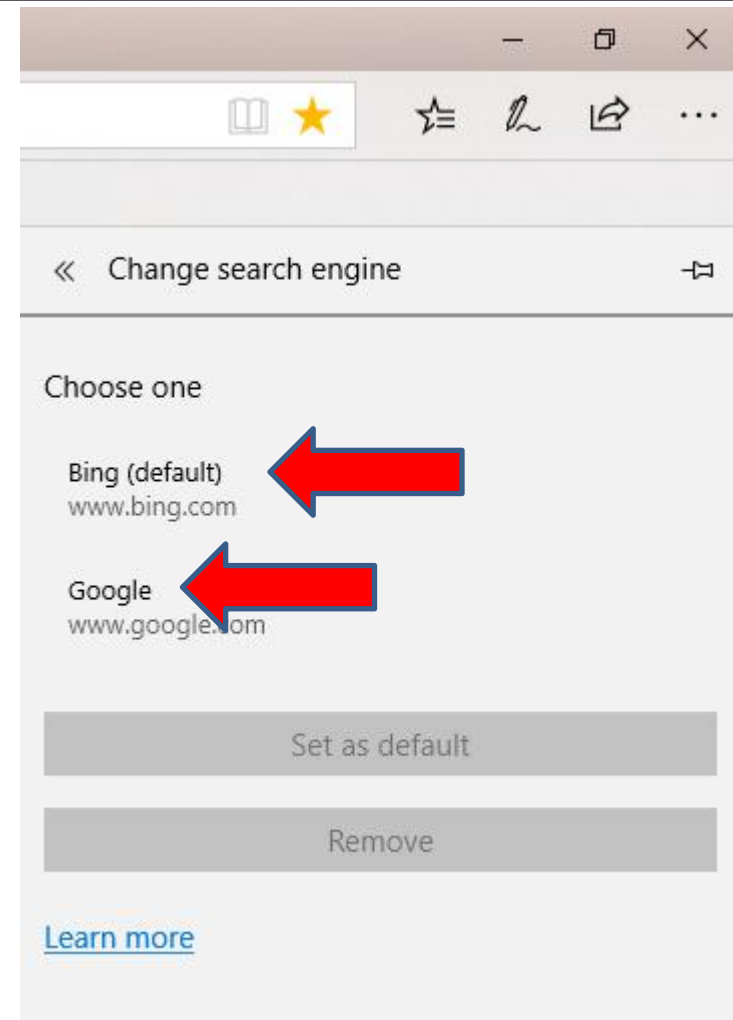 Change search engine
Choose one
Bing (default)
www.bing.com
Google
www.google.com
Set as default
Remove
Learn more